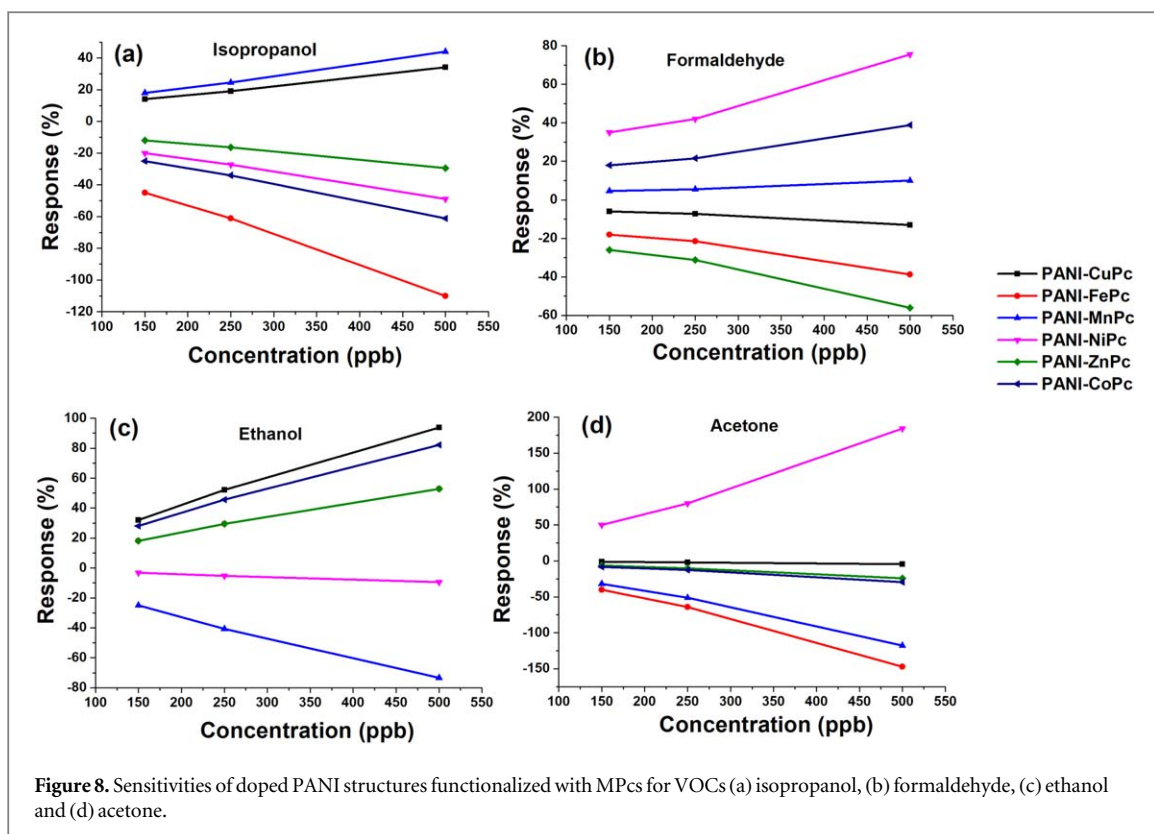 (a)
Isopropanol
40
20
0
-20
-40
-60
-80
-100
-120
Response (%)
100 150 200 250 300 350 400 450 500 550
Concentration (ppb)
(b)
Formaldehyde
80
60
40
20
0
-20
-40
-60
Response (%)
100 150 200 250 300 350 400 450 500 550
Concentration (ppb)
PANI-CuPc
PANI-FePc
PANI-MnPc
PANI-NiPc
PANI-ZnPc
PANI-CoPc
(c)
Ethanol
100
80
60
40
20
0
-20
-40
-60
-80
Response (%)
100 150 200 250 300 350 400 450 500 550
Concentration (ppb)
(d)
Acetone
200
150
100
50
0
-50
-100
-150
Response (%)
100 150 200 250 300 350 400 450 500 550
Concentration (ppb)
Figure 8. Sensitivities of doped PANI structures functionalized with MPcs for VOCs (a) isopropanol, (b) formaldehyde, (c) ethanol
and (d) acetone.